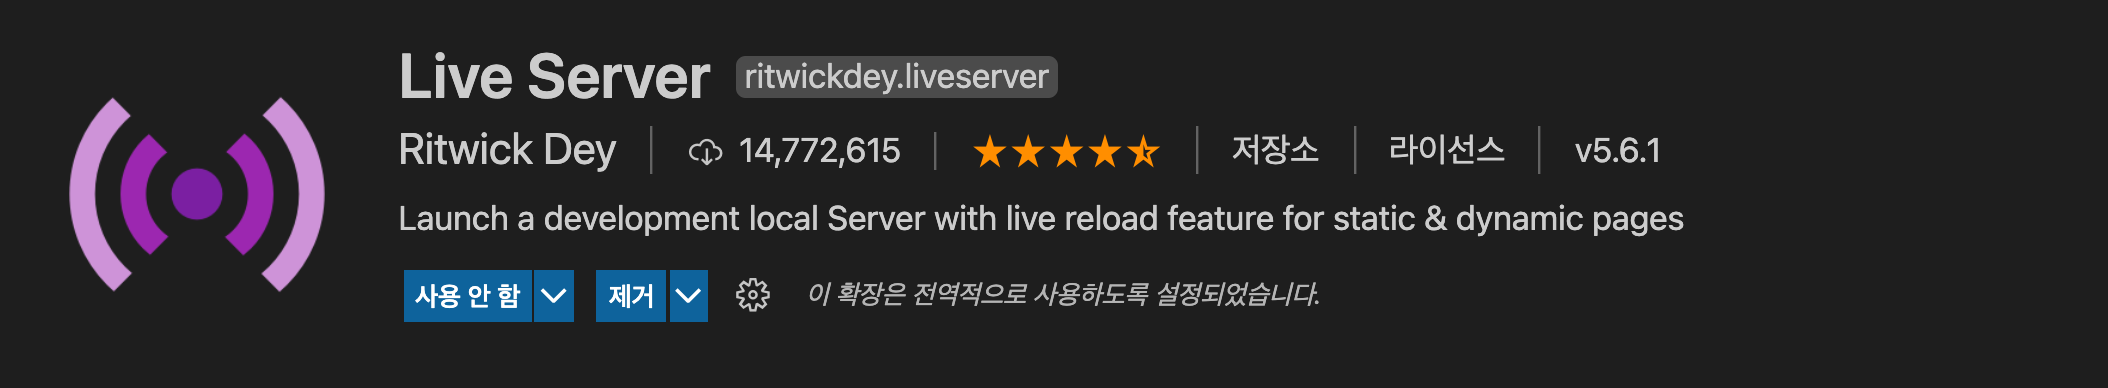 Live Server ritwickdey.liveserver
Ritwick Dey 14,772,615 저장소 라이선스 v5.6.1
Launch a development local Server with live reload feature for static & dynamic pages
사용 안 함 제거 이 확장은 전역적으로 사용하도록 설정되었습니다.